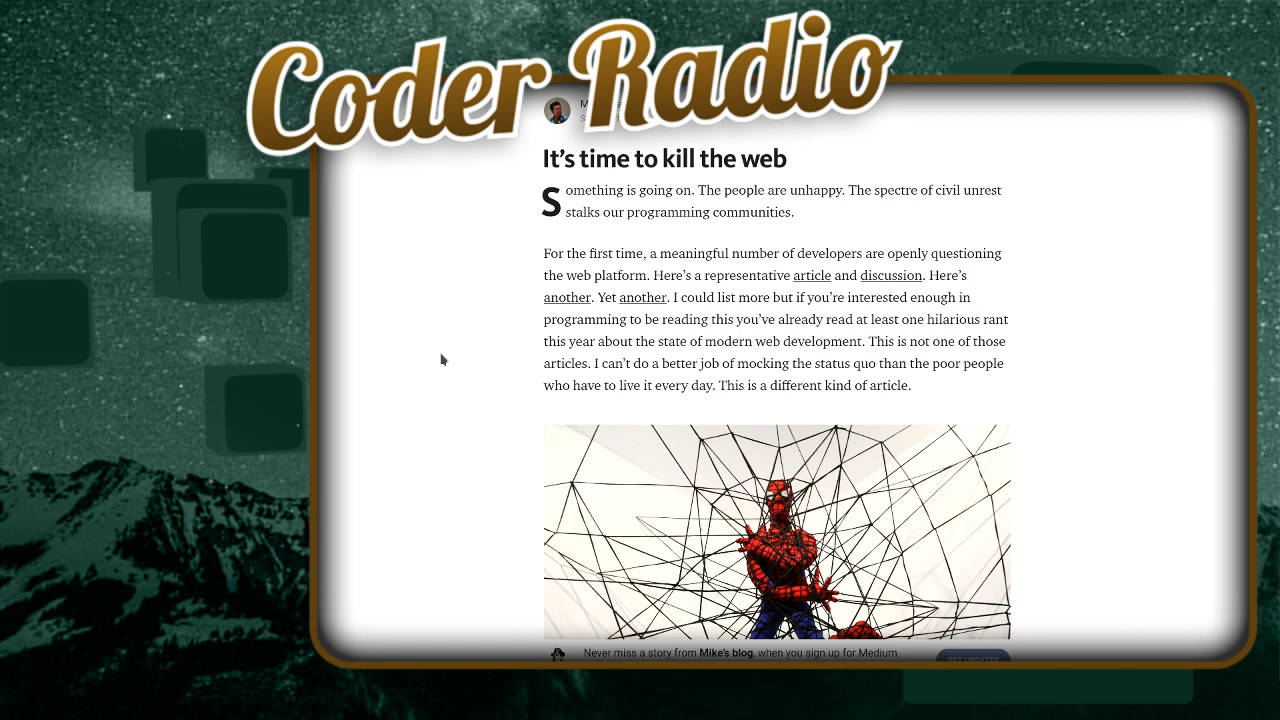 Coder Radio
It's time to kill the web
Something is going on. The people are unhappy. The spectre of civil unrest
stalks our programming communities.
For the first time, a meaningful number of developers are openly questioning
the web platform. Here's a representative article and discussion. Here's
another. Yet another. I could list more but if you're interested enough in
programming to be reading this you've already read at least one hilarious rant
this year about the state of modern web development. This is not one of those
articles. I can't do a better job of mocking the status quo than the poor people
who have to live it every day. This is a different kind of article.
Never miss a story from Mike's blog, when you sign up for Medium.
GET UPDATES